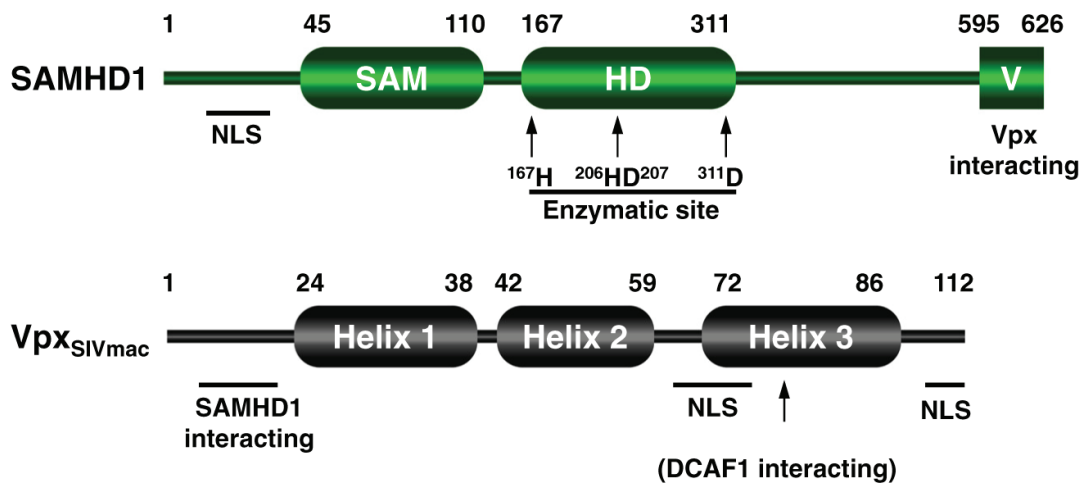 1 45 110 167 311 595 626
SAMHD1 SAM HD V
NLS
Vpx
interacting
¹⁶⁷H ²⁰⁶HD²⁰⁷ ³¹¹D
Enzymatic site
1 24 38 42 59 72 86 112
VpxSIVmac Helix 1 Helix 2 Helix 3
SAMHD1
interacting
NLS
NLS
(DCAF1 interacting)